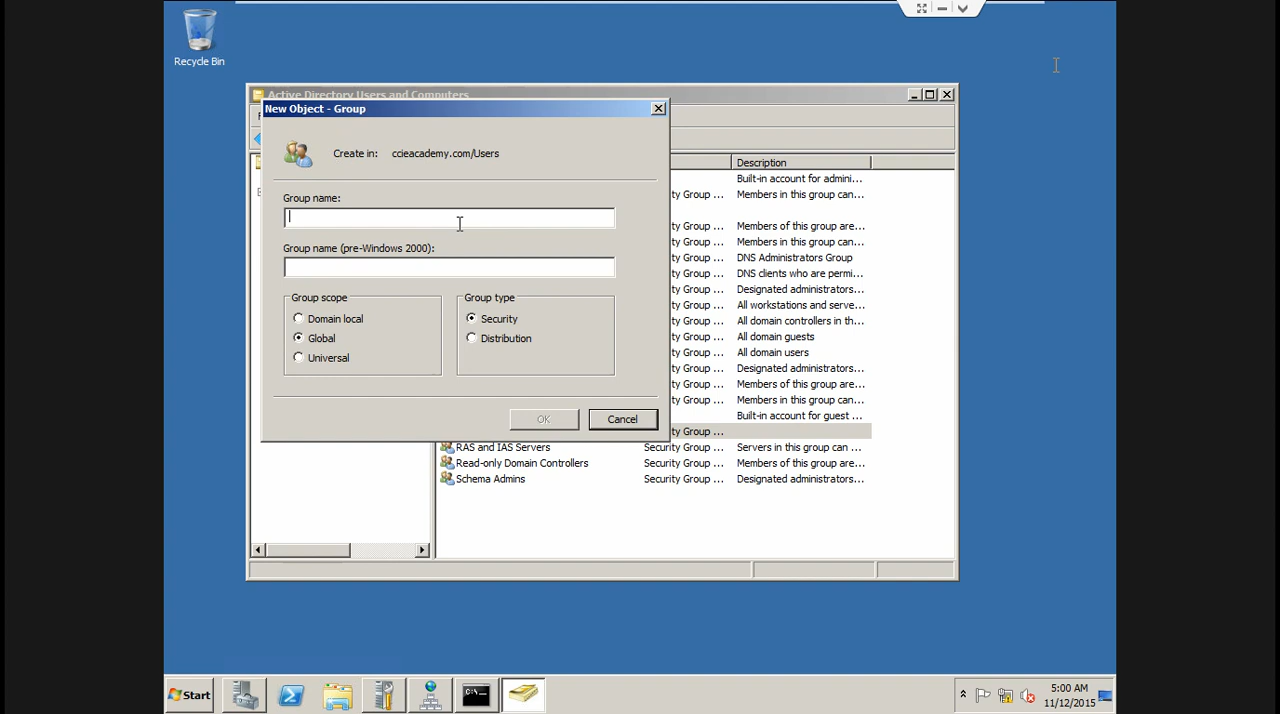 Recycle Bin
Active Directory Users and Computers
New Object - Group
Create in: ccieacademy.com/Users
Group name:
Group name (pre-Windows 2000):
Group scope
Domain local
Global
Universal
Group type
Security
Distribution
OK
Cancel
Description
Built-in account for admini...
ty Group ... Members in this group can...
ty Group ... Members of this group are...
ty Group ... Members in this group can...
ty Group ... DNS Administrators Group
ty Group ... DNS clients who are permi...
ty Group ... Designated administrators...
ty Group ... All workstations and serve...
ty Group ... All domain controllers in th...
ty Group ... All domain guests
ty Group ... All domain users
ty Group ... Designated administrators...
ty Group ... Members of this group are...
ty Group ... Members in this group can...
Built-in account for guest ...
ty Group ...
RAS and IAS Servers Security Group ... Servers in this group can ...
Read-only Domain Controllers Security Group ... Members of this group are...
Schema Admins Security Group ... Designated administrators...
Start
C:\
5:00 AM
11/12/2015